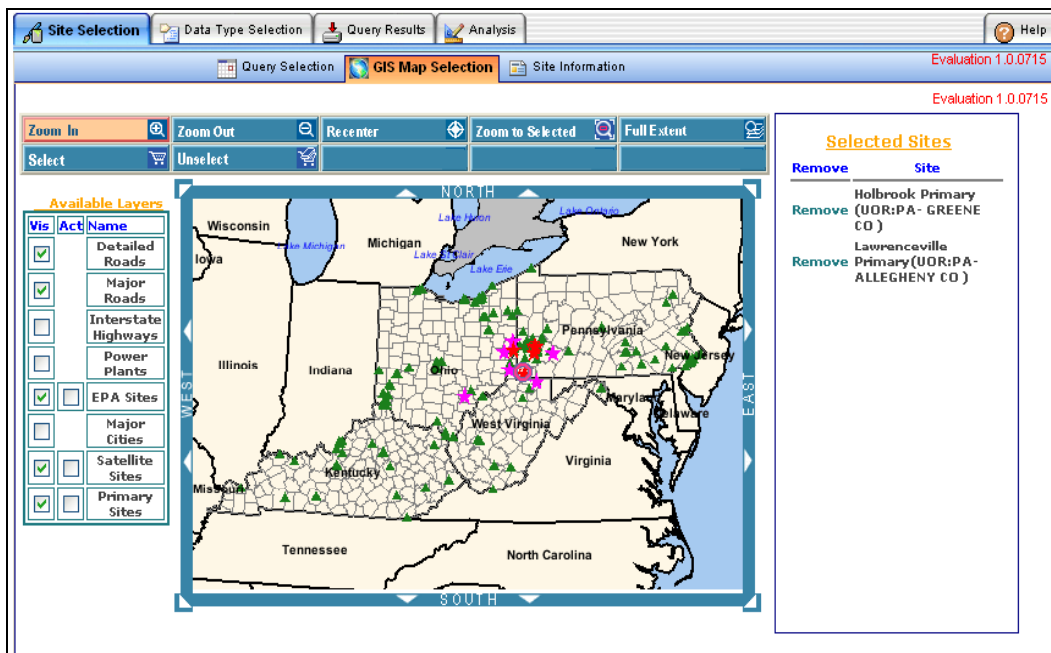 Site Selection
Data Type Selection
Query Results
Analysis
Help
Query Selection
GIS Map Selection
Site Information
Evaluation 1.0.0715
Evaluation 1.0.0715
Zoom In
Zoom Out
Recenter
Zoom to Selected
Full Extent
Select
Unselect
Available Layers
Vis Act Name
Detailed
Roads
Major
Roads
Interstate
Highways
Power
Plants
EPA Sites
Major
Cities
Satellite
Sites
Primary
Sites
NORTH
WEST
EAST
SOUTH
Wisconsin
Lake Huron
Lake Ontario
Lake Michigan
Michigan
New York
Iowa
Lake St Clair
Lake Erie
Pennsylvania
Illinois
Indiana
Ohio
New Jersey
Maryland
Delaware
West Virginia
Virginia
Kentucky
Missouri
Tennessee
North Carolina
Selected Sites
Remove Site
Remove
Holbrook Primary
(UOR:PA- GREENE
CO )
Remove
Lawrenceville
Primary(UOR:PA-
ALLEGHENY CO )